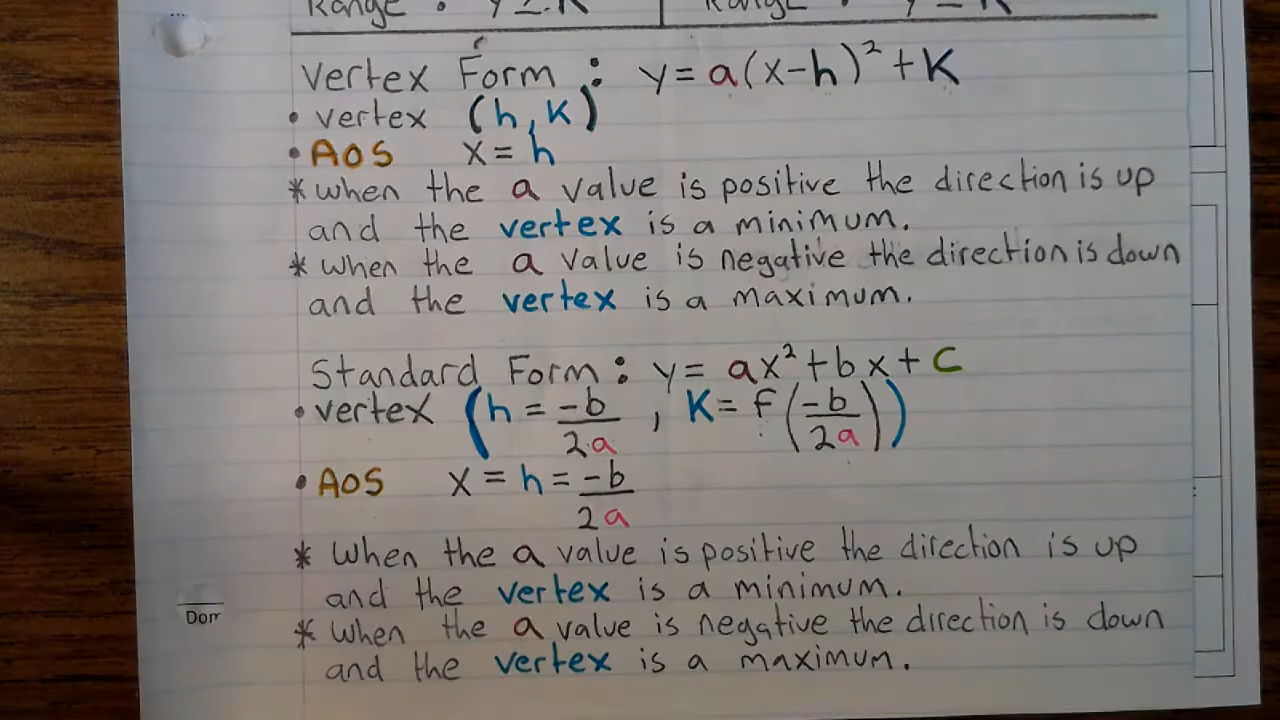 Range : y ≥ K Range : y ≤ K
Vertex Form : y = a(x-h)² + K
• vertex (h, K)
• AOS x = h
* when the a value is positive the direction is up
and the vertex is a minimum.
* when the a value is negative the direction is down
and the vertex is a maximum.
Standard Form : y = ax² + bx + c
• vertex (h = -b/2a , K = f(-b/2a))
• AOS x = h = -b/2a
* When the a value is positive the direction is up
and the vertex is a minimum.
* When the a value is negative the direction is down
and the vertex is a maximum.
Dorr